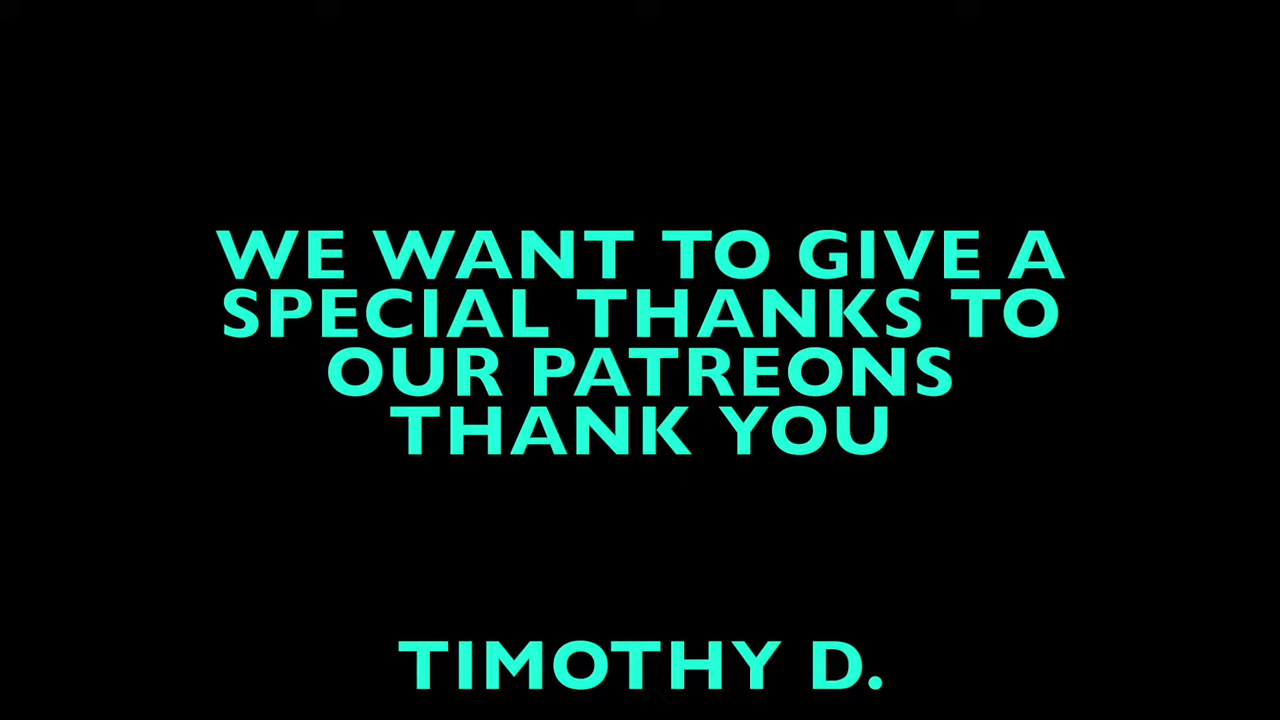 WE WANT TO GIVE A
SPECIAL THANKS TO
OUR PATREONS
THANK YOU
TIMOTHY D.